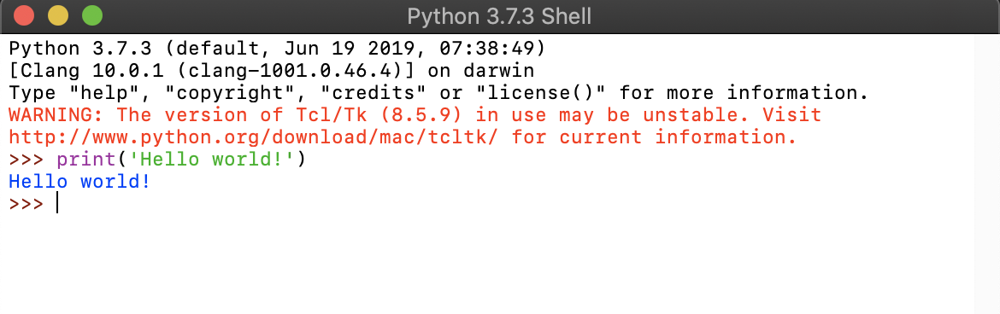 Python 3.7.3 Shell
Python 3.7.3 (default, Jun 19 2019, 07:38:49)
[Clang 10.0.1 (clang-1001.0.46.4)] on darwin
Type "help", "copyright", "credits" or "license()" for more information.
WARNING: The version of Tcl/Tk (8.5.9) in use may be unstable. Visit
http://www.python.org/download/mac/tcltk/ for current information.
>>> print('Hello world!')
Hello world!
>>>